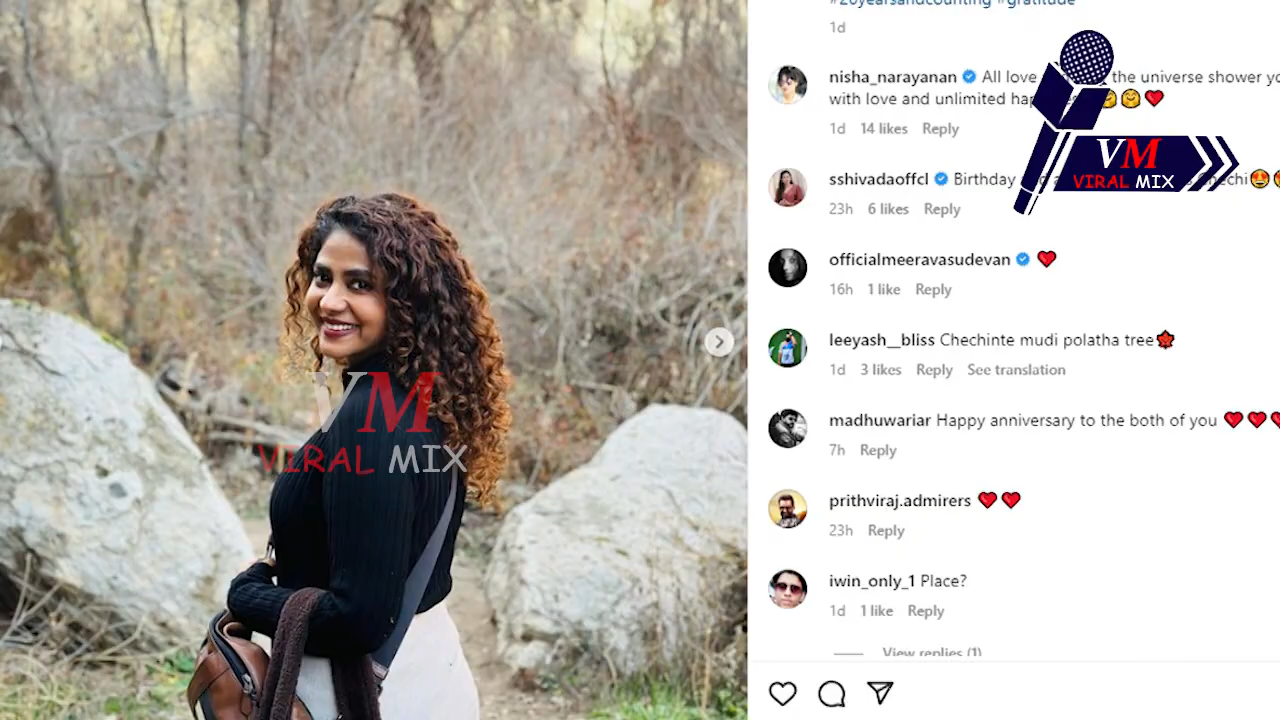 #20yearsandcounting #gratitude
1d
nisha_narayanan All love the universe shower
with love and unlimited
1d 14 likes Reply
sshivadaoffcl Birthday
23h 6 likes Reply
officialmeeravasudevan
16h 1 like Reply
leeyash__bliss Chechinte mudi polatha tree
1d 3 likes Reply See translation
madhuwariar Happy anniversary to the both of you
7h Reply
prithviraj.admirers
23h Reply
iwin_only_1 Place?
1d 1 like Reply
View replies (1)
VM
VIRAL MIX
VM
VIRAL MIX